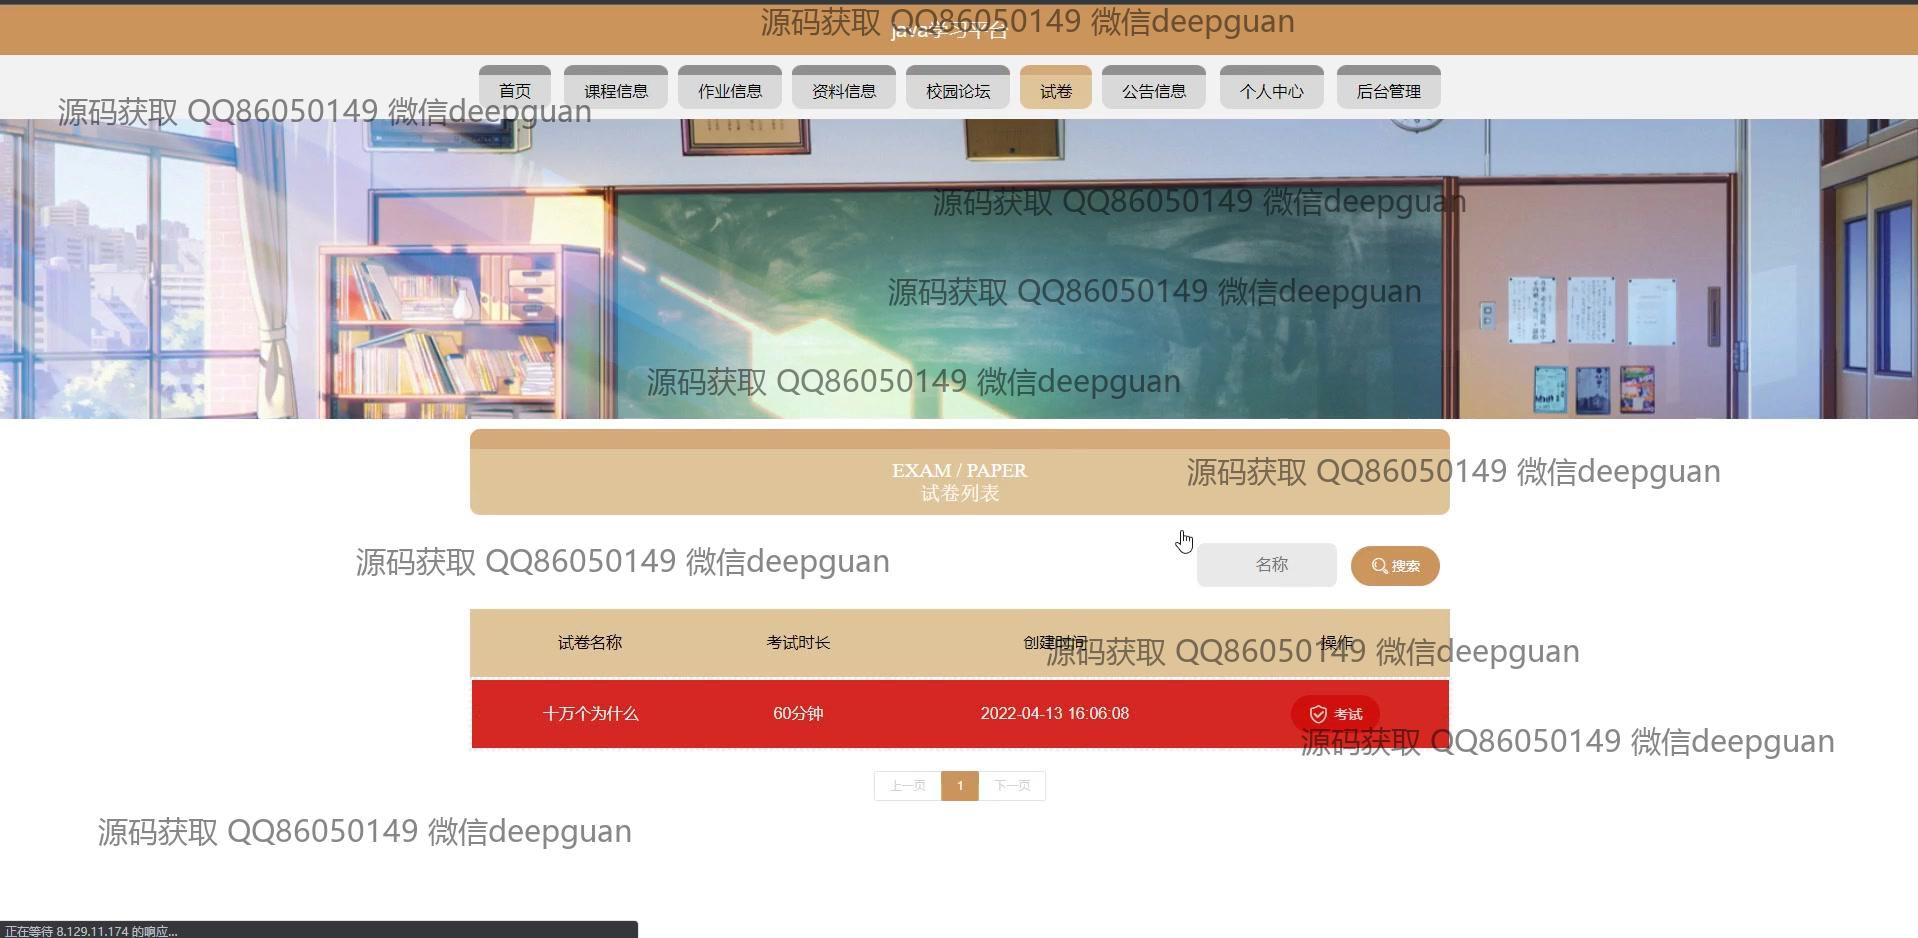 源码获取 QQ86050149 微信deepguan
java学习平台
首页 课程信息 作业信息 资料信息 校园论坛 试卷 公告信息 个人中心 后台管理
源码获取 QQ86050149 微信deepguan
源码获取 QQ86050149 微信deepguan
源码获取 QQ86050149 微信deepguan
源码获取 QQ86050149 微信deepguan
EXAM / PAPER
源码获取 QQ86050149 微信deepguan
试卷列表
源码获取 QQ86050149 微信deepguan
名称 搜索
试卷名称 考试时长 创建时间 操作
源码获取 QQ86050149 微信deepguan
十万个为什么 60分钟 2022-04-13 16:06:08 考试
源码获取 QQ86050149 微信deepguan
上一页 1 下一页
源码获取 QQ86050149 微信deepguan
正在等待 8.129.11.174 的响应...